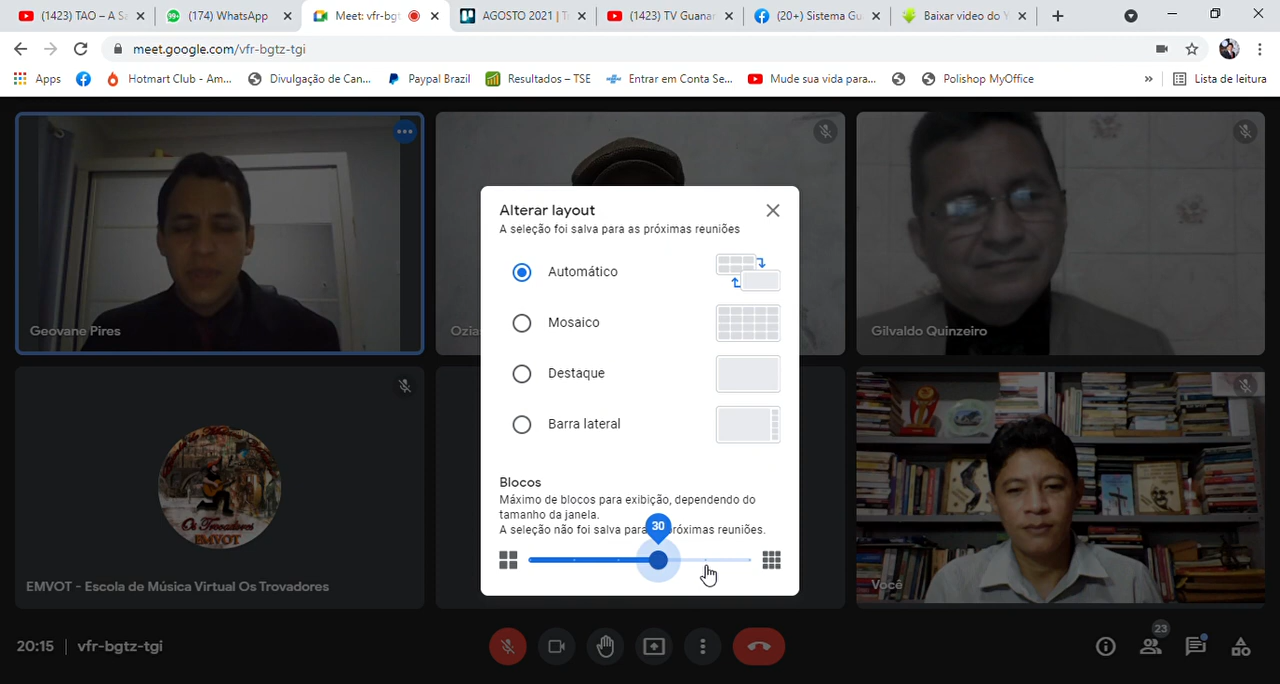 (1423) TAO – A Sa
(174) WhatsApp
Meet: vfr-bgt
AGOSTO 2021 | T
(1423) TV Guanar
(20+) Sistema Gu
Baixar video do Y
meet.google.com/vfr-bgtz-tgi
Apps
Hotmart Club - Am...
Divulgação de Can...
Paypal Brazil
Resultados – TSE
Entrar em Conta Se...
Mude sua vida para...
Polishop MyOffice
»
Lista de leitura
Geovane Pires
Ozia
Gilvaldo Quinzeiro
Alterar layout
A seleção foi salva para as próximas reuniões
Automático
Mosaico
Destaque
Barra lateral
Blocos
Máximo de blocos para exibição, dependendo do
tamanho da janela.
A seleção não foi salva para próximas reuniões.
30
Os Trovadores
EMVOT
EMVOT - Escola de Música Virtual Os Trovadores
Você
20:15 | vfr-bgtz-tgi
23